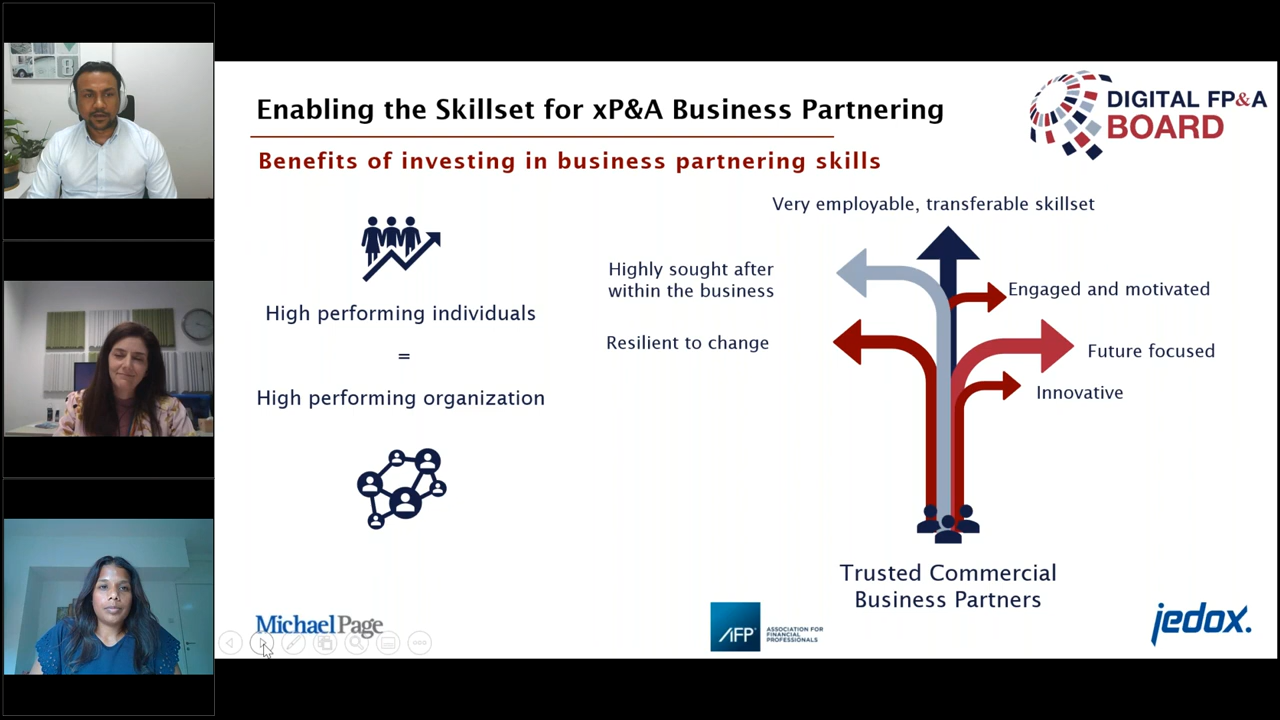 Enabling the Skillset for xP&A Business Partnering
DIGITAL FP&A
BOARD
Benefits of investing in business partnering skills
Very employable, transferable skillset
Highly sought after
within the business
Engaged and motivated
High performing individuals
Resilient to change
Future focused
=
Innovative
High performing organization
Trusted Commercial
Business Partners
MichaelPage
AFP
ASSOCIATION FOR
FINANCIAL
PROFESSIONALS
jedox.